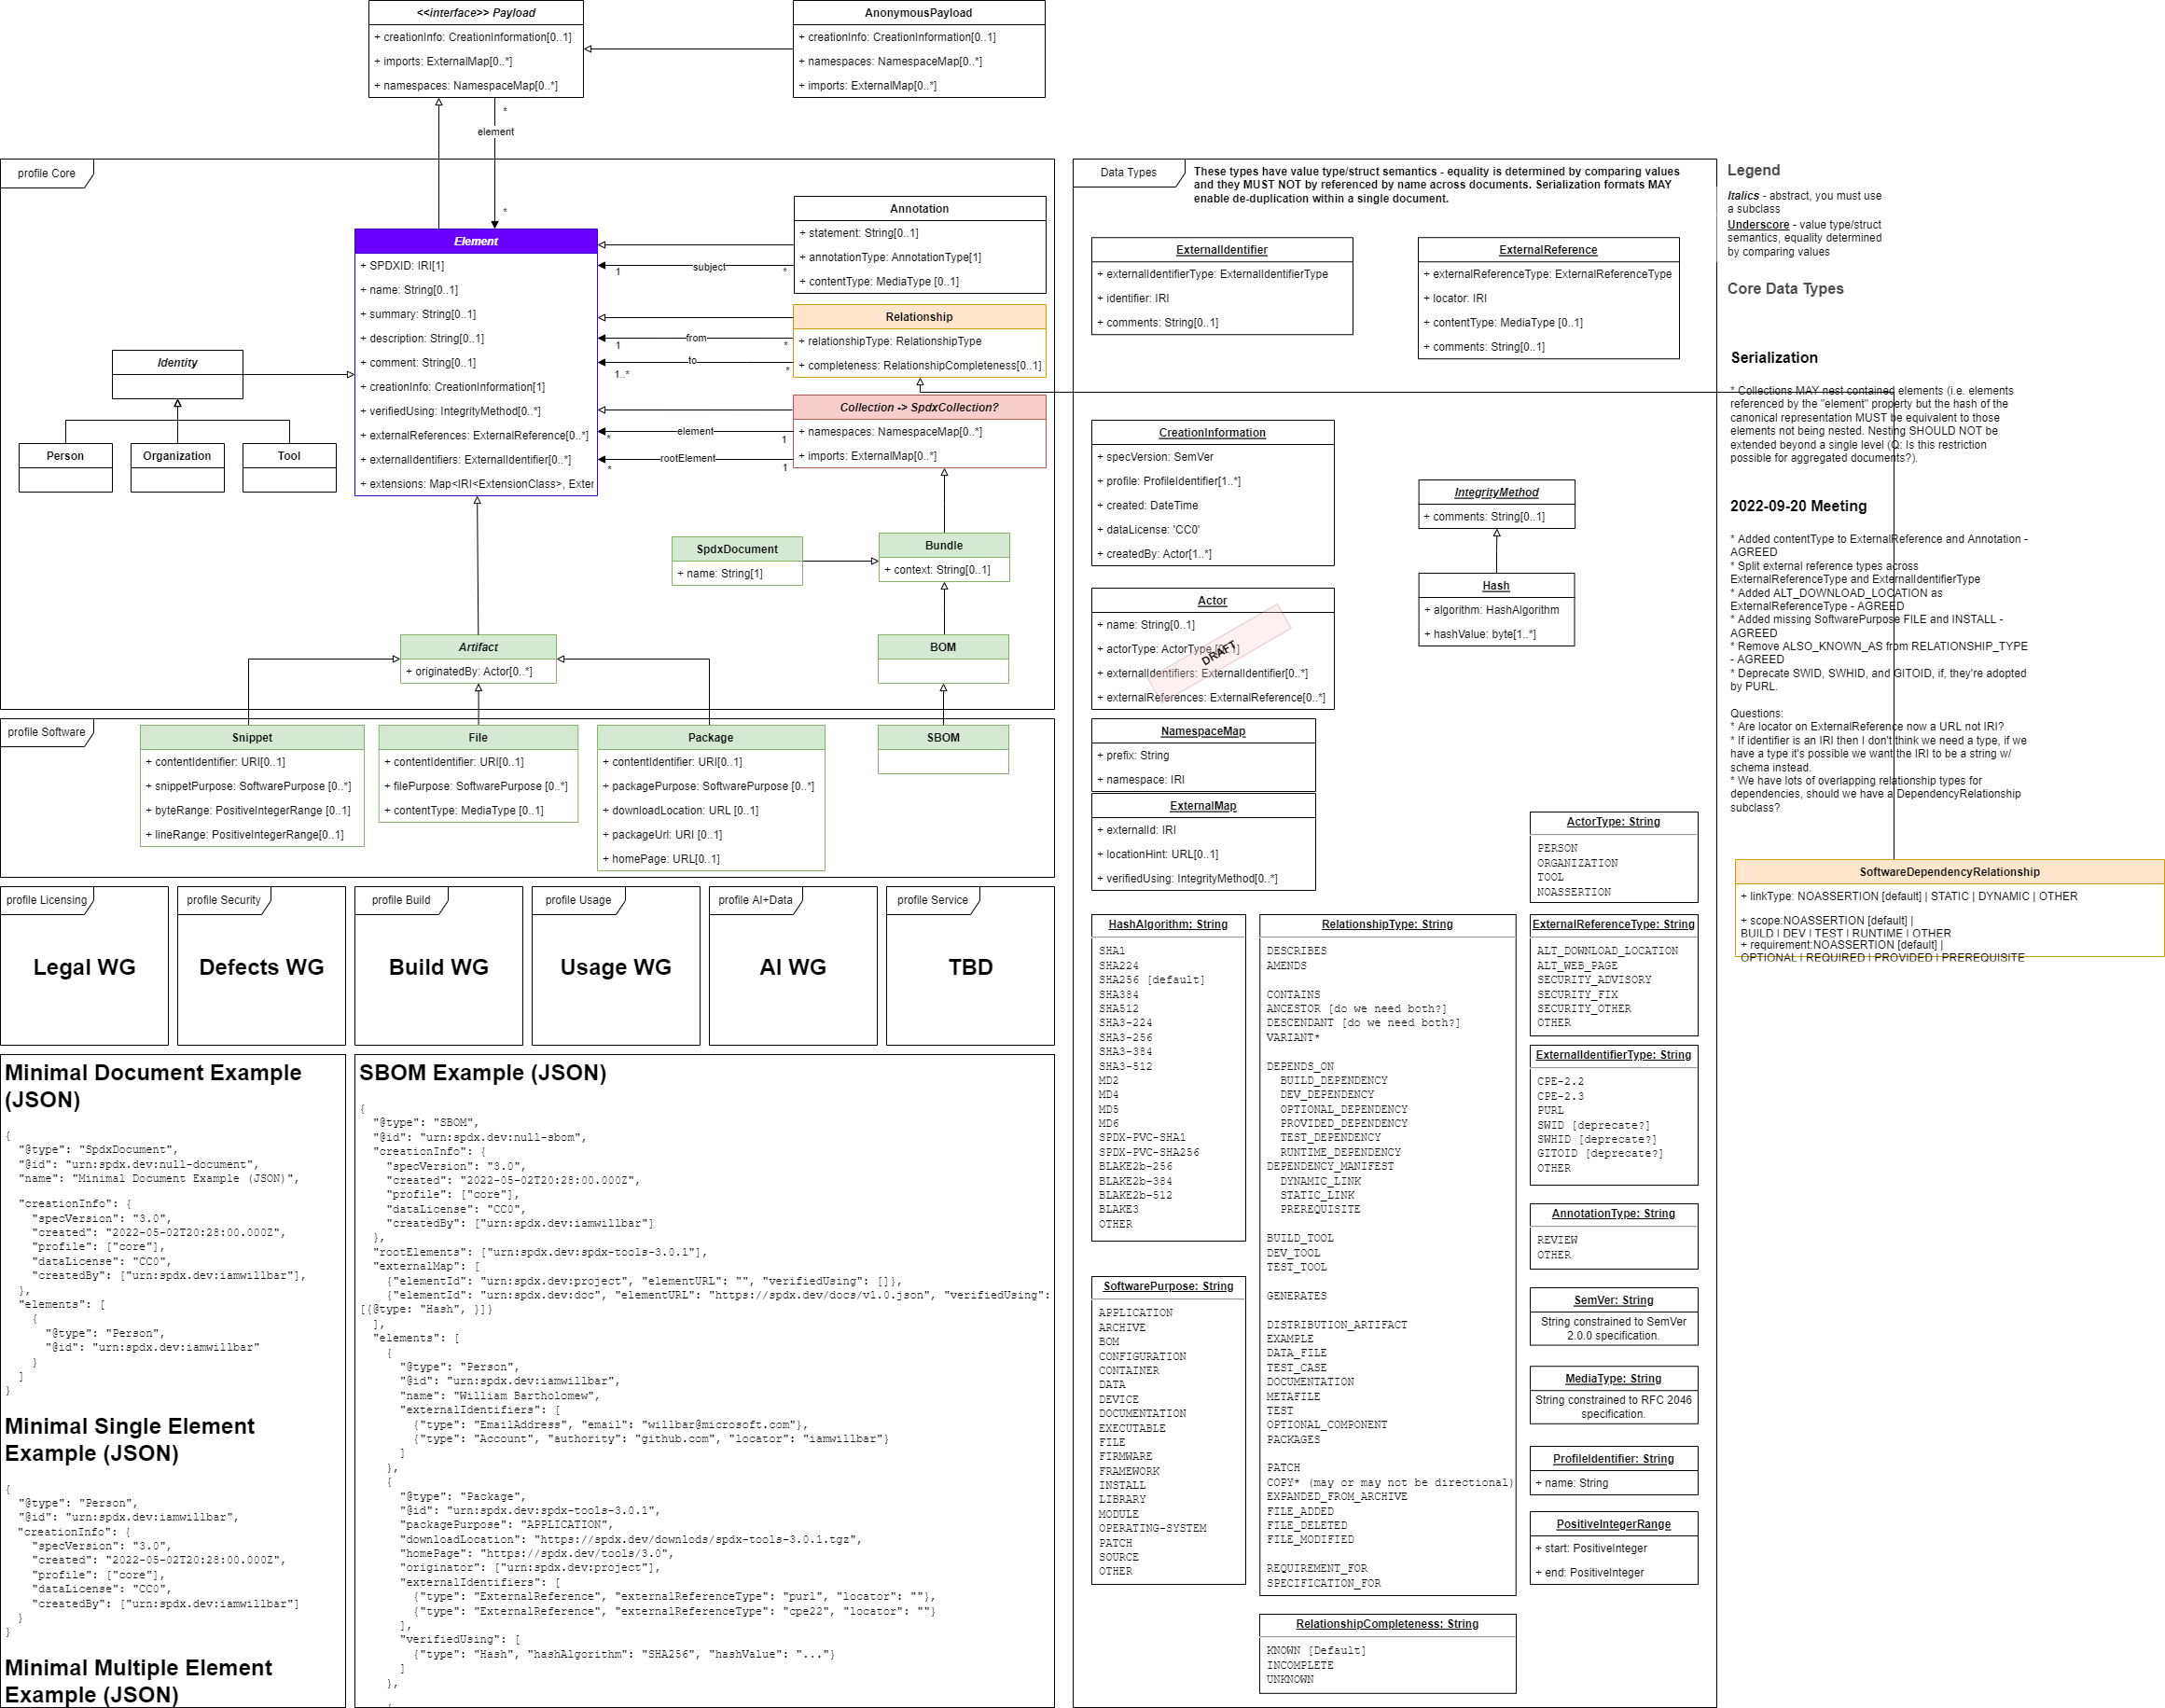 <<interface>> Payload
+ creationInfo: CreationInformation[0..1]
+ imports: ExternalMap[0..*]
+ namespaces: NamespaceMap[0..*]
AnonymousPayload
+ creationInfo: CreationInformation[0..1]
+ namespaces: NamespaceMap[0..*]
+ imports: ExternalMap[0..*]
*
element
*
profile Core
Element
+ SPDXID: IRI[1]
+ name: String[0..1]
+ summary: String[0..1]
+ description: String[0..1]
+ comment: String[0..1]
+ creationInfo: CreationInformation[1]
+ verifiedUsing: IntegrityMethod[0..*]
+ externalReferences: ExternalReference[0..*]
+ externalIdentifiers: ExternalIdentifier[0..*]
+ extensions: Map<IRI<ExtensionClass>, Exter
Annotation
+ statement: String[0..1]
+ annotationType: AnnotationType[1]
+ contentType: MediaType [0..1]
1
subject
*
Relationship
+ relationshipType: RelationshipType
+ completeness: RelationshipCompleteness[0..1]
1
from
*
1..*
to
*
Collection -> SpdxCollection?
+ namespaces: NamespaceMap[0..*]
+ imports: ExternalMap[0..*]
*
element
1
*
rootElement
1
Identity
Person
Organization
Tool
SpdxDocument
+ name: String[1]
Bundle
+ context: String[0..1]
Artifact
+ originatedBy: Actor[0..*]
BOM
profile Software
Snippet
+ contentIdentifier: URI[0..1]
+ snippetPurpose: SoftwarePurpose [0..*]
+ byteRange: PositiveIntegerRange [0..1]
+ lineRange: PositiveIntegerRange[0..1]
File
+ contentIdentifier: URI[0..1]
+ filePurpose: SoftwarePurpose [0..*]
+ contentType: MediaType [0..1]
Package
+ contentIdentifier: URI[0..1]
+ packagePurpose: SoftwarePurpose [0..*]
+ downloadLocation: URL [0..1]
+ packageUrl: URI [0..1]
+ homePage: URL[0..1]
SBOM
profile Licensing
Legal WG
profile Security
Defects WG
profile Build
Build WG
profile Usage
Usage WG
profile AI+Data
AI WG
profile Service
TBD
Minimal Document Example
(JSON)
{
"@type": "SpdxDocument",
"@id": "urn:spdx.dev:null-document",
"name": "Minimal Document Example (JSON)",
"creationInfo": {
"specVersion": "3.0",
"created": "2022-05-02T20:28:00.000Z",
"profile": ["core"],
"dataLicense": "CC0",
"createdBy": ["urn:spdx.dev:iamwillbar"],
},
"elements": [
{
"@type": "Person",
"@id": "urn:spdx.dev:iamwillbar"
}
]
}
Minimal Single Element
Example (JSON)
{
"@type": "Person",
"@id": "urn:spdx.dev:iamwillbar",
"creationInfo": {
"specVersion": "3.0",
"created": "2022-05-02T20:28:00.000Z",
"profile": ["core"],
"dataLicense": "CC0",
"createdBy": ["urn:spdx.dev:iamwillbar"]
}
}
Minimal Multiple Element
Example (JSON)
SBOM Example (JSON)
{
"@type": "SBOM",
"@id": "urn:spdx.dev:null-sbom",
"creationInfo": {
"specVersion": "3.0",
"created": "2022-05-02T20:28:00.000Z",
"profile": ["core"],
"dataLicense": "CC0",
"createdBy": ["urn:spdx.dev:iamwillbar"]
},
"rootElements": ["urn:spdx.dev:spdx-tools-3.0.1"],
"externalMap": [
{"elementId": "urn:spdx.dev:project", "elementURL": "", "verifiedUsing": []},
{"elementId": "urn:spdx.dev:doc", "elementURL": "https://spdx.dev/docs/v1.0.json", "verifiedUsing":
[{@type: "Hash", }]}
],
"elements": [
{
"@type": "Person",
"@id": "urn:spdx.dev:iamwillbar",
"name": "William Bartholomew",
"externalIdentifiers": [
{"type": "EmailAddress", "email": "willbar@microsoft.com"},
{"type": "Account", "authority": "github.com", "locator": "iamwillbar"}
]
},
{
"@type": "Package",
"@id": "urn:spdx.dev:spdx-tools-3.0.1",
"packagePurpose": "APPLICATION",
"downloadLocation": "https://spdx.dev/downlods/spdx-tools-3.0.1.tgz",
"homePage": "https://spdx.dev/tools/3.0",
"originator": ["urn:spdx.dev:project"],
"externalIdentifiers": [
{"type": "ExternalReference", "externalReferenceType": "purl", "locator": ""},
{"type": "ExternalReference", "externalReferenceType": "cpe22", "locator": ""}
],
"verifiedUsing": [
{"type": "Hash", "hashAlgorithm": "SHA256", "hashValue": "..."}
]
},
{
Data Types
These types have value type/struct semantics - equality is determined by comparing values
and they MUST NOT by referenced by name across documents. Serialization formats MAY
enable de-duplication within a single document.
ExternalIdentifier
+ externalIdentifierType: ExternalIdentifierType
+ identifier: IRI
+ comments: String[0..1]
ExternalReference
+ externalReferenceType: ExternalReferenceType
+ locator: IRI
+ contentType: MediaType [0..1]
+ comments: String[0..1]
CreationInformation
+ specVersion: SemVer
+ profile: ProfileIdentifier[1..*]
+ created: DateTime
+ dataLicense: 'CC0'
+ createdBy: Actor[1..*]
IntegrityMethod
+ comments: String[0..1]
Hash
+ algorithm: HashAlgorithm
+ hashValue: byte[1..*]
Actor
+ name: String[0..1]
+ actorType: ActorType [0..1]
+ externalIdentifiers: ExternalIdentifier[0..*]
+ externalReferences: ExternalReference[0..*]
DRAFT
NamespaceMap
+ prefix: String
+ namespace: IRI
ExternalMap
+ externalId: IRI
+ locationHint: URL[0..1]
+ verifiedUsing: IntegrityMethod[0..*]
ActorType: String
PERSON
ORGANIZATION
TOOL
NOASSERTION
HashAlgorithm: String
SHA1
SHA224
SHA256 [default]
SHA384
SHA512
SHA3-224
SHA3-256
SHA3-384
SHA3-512
MD2
MD4
MD5
MD6
SPDX-PVC-SHA1
SPDX-PVC-SHA256
BLAKE2b-256
BLAKE2b-384
BLAKE2b-512
BLAKE3
OTHER
SoftwarePurpose: String
APPLICATION
ARCHIVE
BOM
CONFIGURATION
CONTAINER
DATA
DEVICE
DOCUMENTATION
EXECUTABLE
FILE
FIRMWARE
FRAMEWORK
INSTALL
LIBRARY
MODULE
OPERATING-SYSTEM
PATCH
SOURCE
OTHER
RelationshipType: String
DESCRIBES
AMENDS
CONTAINS
ANCESTOR [do we need both?]
DESCENDANT [do we need both?]
VARIANT*
DEPENDS_ON
BUILD_DEPENDENCY
DEV_DEPENDENCY
OPTIONAL_DEPENDENCY
PROVIDED_DEPENDENCY
TEST_DEPENDENCY
RUNTIME_DEPENDENCY
DEPENDENCY_MANIFEST
DYNAMIC_LINK
STATIC_LINK
PREREQUISITE
BUILD_TOOL
DEV_TOOL
TEST_TOOL
GENERATES
DISTRIBUTION_ARTIFACT
EXAMPLE
DATA_FILE
TEST_CASE
DOCUMENTATION
METAFILE
TEST
OPTIONAL_COMPONENT
PACKAGES
PATCH
COPY* (may or may not be directional)
EXPANDED_FROM_ARCHIVE
FILE_ADDED
FILE_DELETED
FILE_MODIFIED
REQUIREMENT_FOR
SPECIFICATION_FOR
RelationshipCompleteness: String
KNOWN [Default]
INCOMPLETE
UNKNOWN
ExternalReferenceType: String
ALT_DOWNLOAD_LOCATION
ALT_WEB_PAGE
SECURITY_ADVISORY
SECURITY_FIX
SECURITY_OTHER
OTHER
ExternalIdentifierType: String
CPE-2.2
CPE-2.3
PURL
SWID [deprecate?]
SWHID [deprecate?]
GITOID [deprecate?]
OTHER
AnnotationType: String
REVIEW
OTHER
SemVer: String
String constrained to SemVer
2.0.0 specification.
MediaType: String
String constrained to RFC 2046
specification.
ProfileIdentifier: String
+ name: String
PositiveIntegerRange
+ start: PositiveInteger
+ end: PositiveInteger
Legend
Italics - abstract, you must use
a subclass
Underscore - value type/struct
semantics, equality determined
by comparing values
Core Data Types
Serialization
* Collections MAY nest contained elements (i.e. elements
referenced by the "element" property but the hash of the
canonical representation MUST be equivalent to those
elements not being nested. Nesting SHOULD NOT be
extended beyond a single level (Q: Is this restriction
possible for aggregated documents?).
2022-09-20 Meeting
* Added contentType to ExternalReference and Annotation -
AGREED
* Split external reference types across
ExternalReferenceType and ExternalIdentifierType
* Added ALT_DOWNLOAD_LOCATION as
ExternalReferenceType - AGREED
* Added missing SoftwarePurpose FILE and INSTALL -
AGREED
* Remove ALSO_KNOWN_AS from RELATIONSHIP_TYPE
- AGREED
* Deprecate SWID, SWHID, and GITOID, if, they're adopted
by PURL.
Questions:
* Are locator on ExternalReference now a URL not IRI?
* If identifier is an IRI then I don't think we need a type, if we
have a type it's possible we want the IRI to be a string w/
schema instead.
* We have lots of overlapping relationship types for
dependencies, should we have a DependencyRelationship
subclass?
SoftwareDependencyRelationship
+ linkType: NOASSERTION [default] | STATIC | DYNAMIC | OTHER
+ scope:NOASSERTION [default] |
BUILD | DEV | TEST | RUNTIME | OTHER
+ requirement:NOASSERTION [default] |
OPTIONAL | REQUIRED | PROVIDED | PREREQUISITE